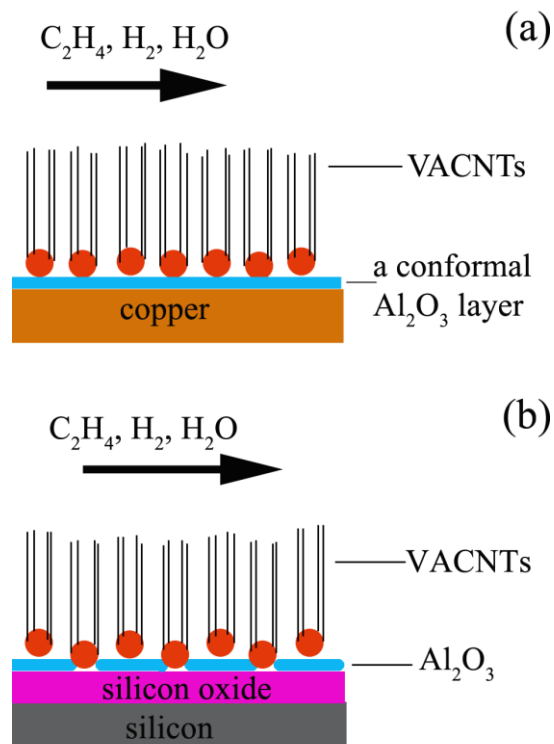 (a)
C₂H₄, H₂, H₂O
VACNTs
a conformal
Al₂O₃ layer
copper
(b)
C₂H₄, H₂, H₂O
VACNTs
Al₂O₃
silicon oxide
silicon